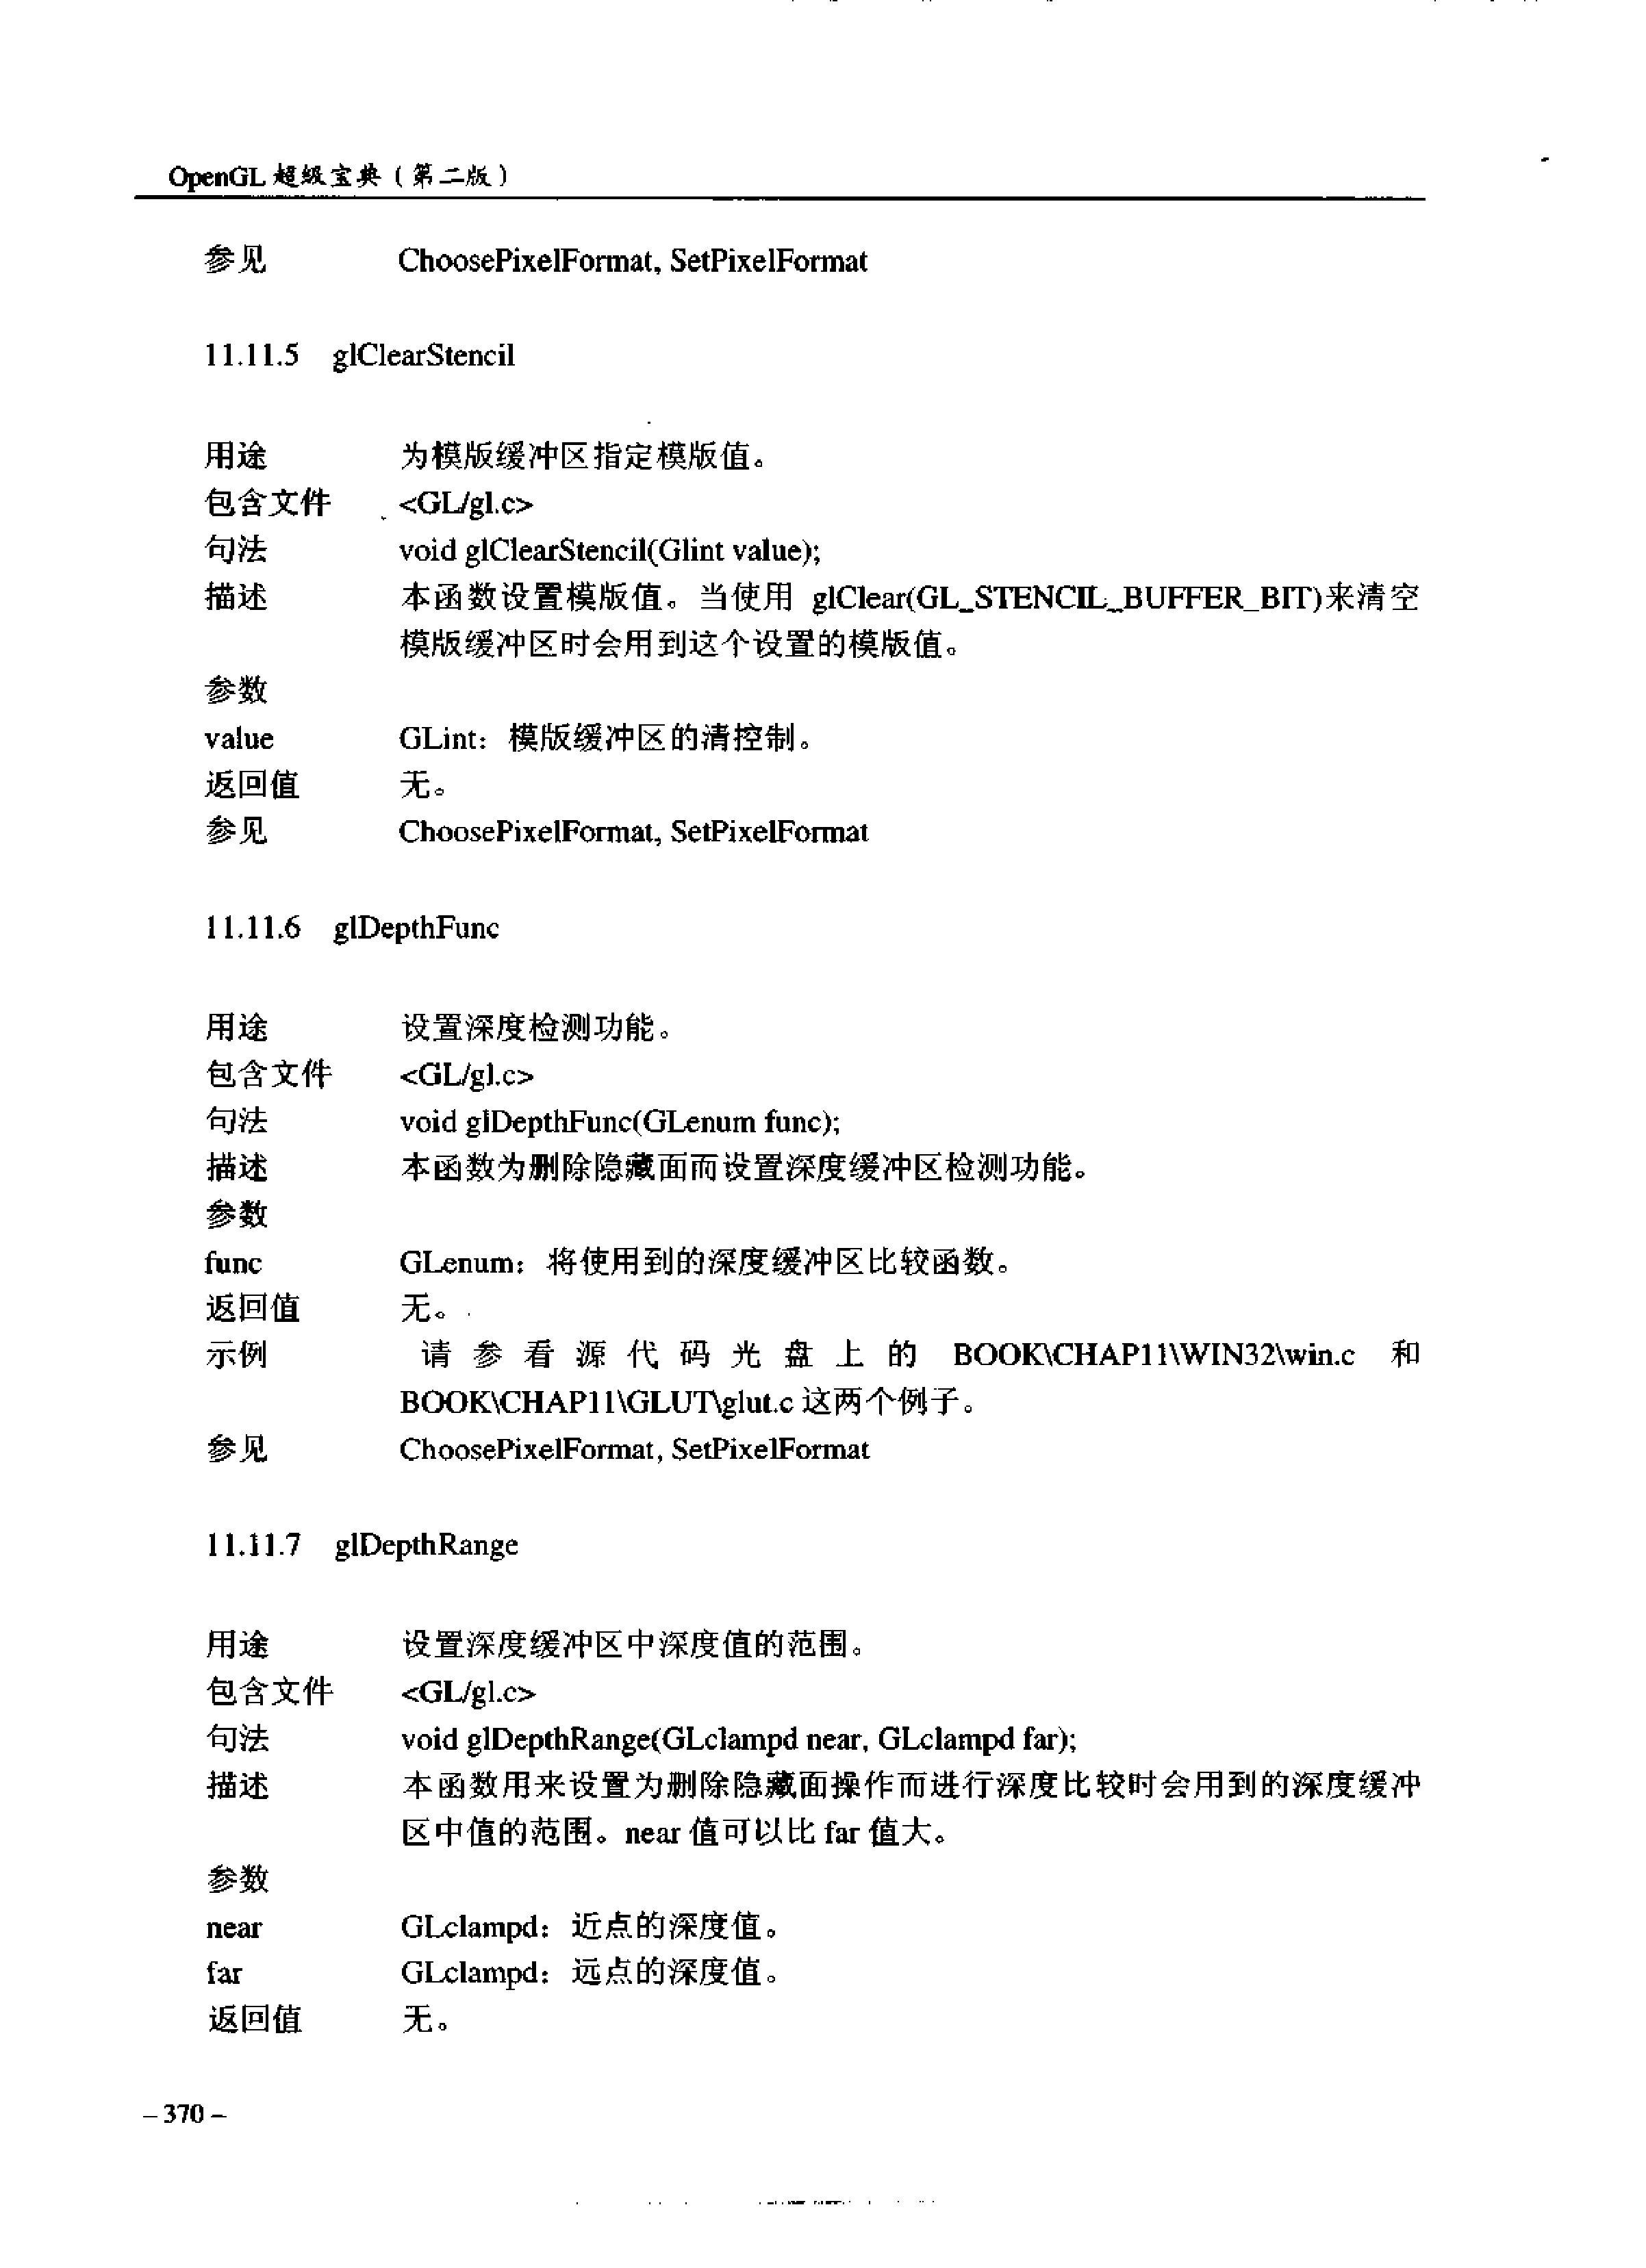 OpenGL 超级宝典（第二版）
参见 ChoosePixelFormat, SetPixelFormat
11.11.5 glClearStencil
用途 为模版缓冲区指定模版值。
包含文件 <GL/gl.c>
句法 void glClearStencil(Glint value);
描述 本函数设置模版值。当使用 glClear(GL_STENCIL_BUFFER_BIT)来清空
模版缓冲区时会用到这个设置的模版值。
参数
value GLint：模版缓冲区的清控制。
返回值 无。
参见 ChoosePixelFormat, SetPixelFormat
11.11.6 glDepthFunc
用途 设置深度检测功能。
包含文件 <GL/gl.c>
句法 void glDepthFunc(GLenum func);
描述 本函数为删除隐藏面而设置深度缓冲区检测功能。
参数
func GLenum：将使用到的深度缓冲区比较函数。
返回值 无。
示例 请参看源代码光盘上的 BOOK\CHAP11\WIN32\win.c 和
BOOK\CHAP11\GLUT\glut.c 这两个例子。
参见 ChoosePixelFormat, SetPixelFormat
11.11.7 glDepthRange
用途 设置深度缓冲区中深度值的范围。
包含文件 <GL/gl.c>
句法 void glDepthRange(GLclampd near, GLclampd far);
描述 本函数用来设置为删除隐藏面操作而进行深度比较时会用到的深度缓冲
区中值的范围。near 值可以比 far 值大。
参数
near GLclampd：近点的深度值。
far GLclampd：远点的深度值。
返回值 无。
– 370 –